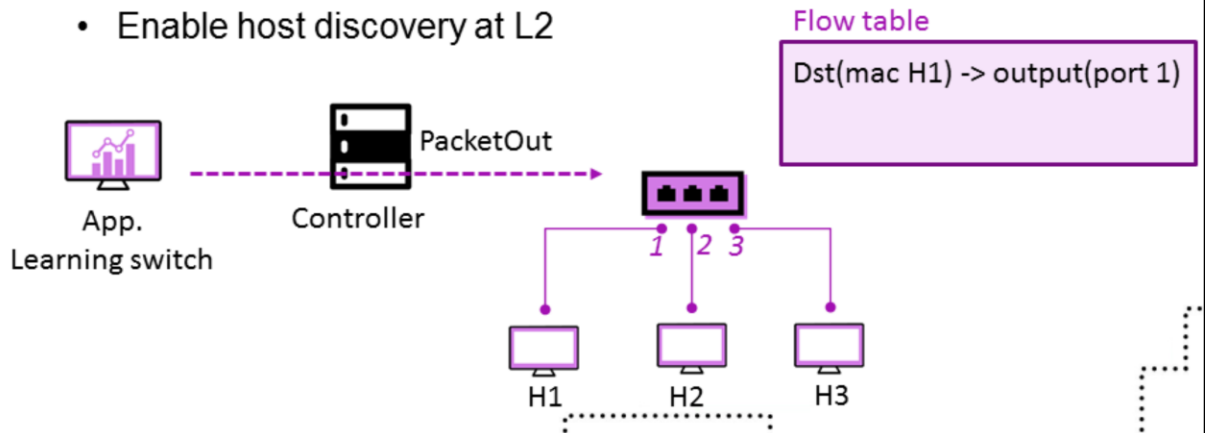 • Enable host discovery at L2
Flow table
Dst(mac H1) -> output(port 1)
PacketOut
App.
Learning switch
Controller
1 2 3
H1 H2 H3